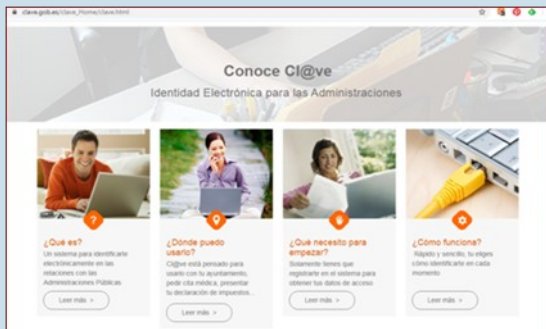 clave.gob.es/clave_Home/clave.html
Conoce Cl@ve
Identidad Electrónica para las Administraciones
¿Qué es?
Un sistema para identificarte
electrónicamente en las
relaciones con las
Administraciones Públicas
Leer más >
¿Dónde puedo
usarlo?
Cl@ve está pensado para
usarlo con tu ayuntamiento,
pedir cita médica, presentar
tu declaración de impuestos...
Leer más >
¿Qué necesito para
empezar?
Solamente tienes que
registrarte en el sistema para
obtener tus datos de acceso
Leer más >
¿Cómo funciona?
Rápido y sencillo, tu eliges
cómo identificarte en cada
momento
Leer más >